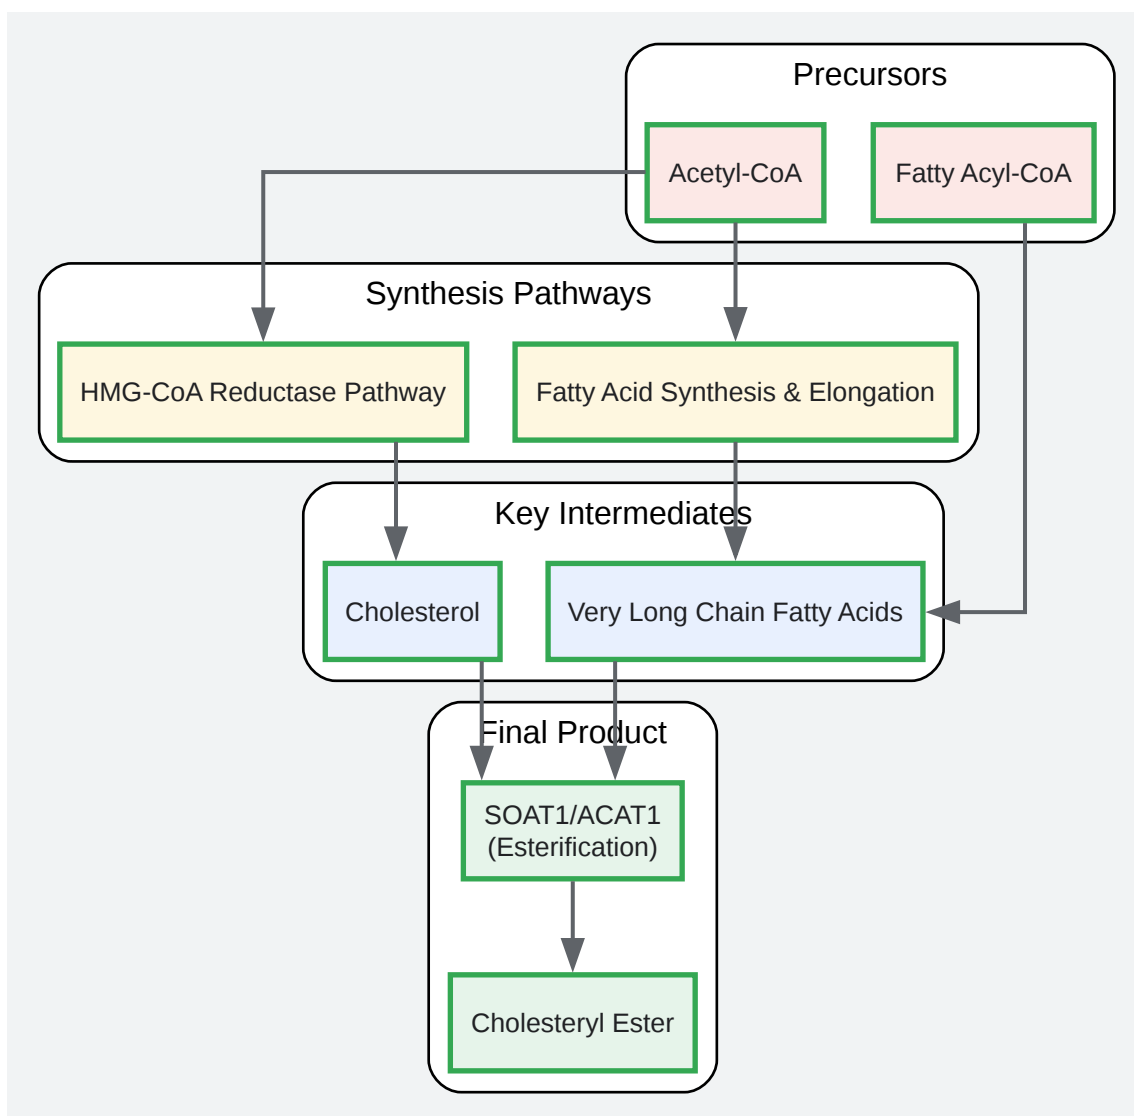 Precursors
Acetyl-CoA
Fatty Acyl-CoA
Synthesis Pathways
HMG-CoA Reductase Pathway
Fatty Acid Synthesis & Elongation
Key Intermediates
Cholesterol
Very Long Chain Fatty Acids
Final Product
SOAT1/ACAT1
(Esterification)
Cholesteryl Ester